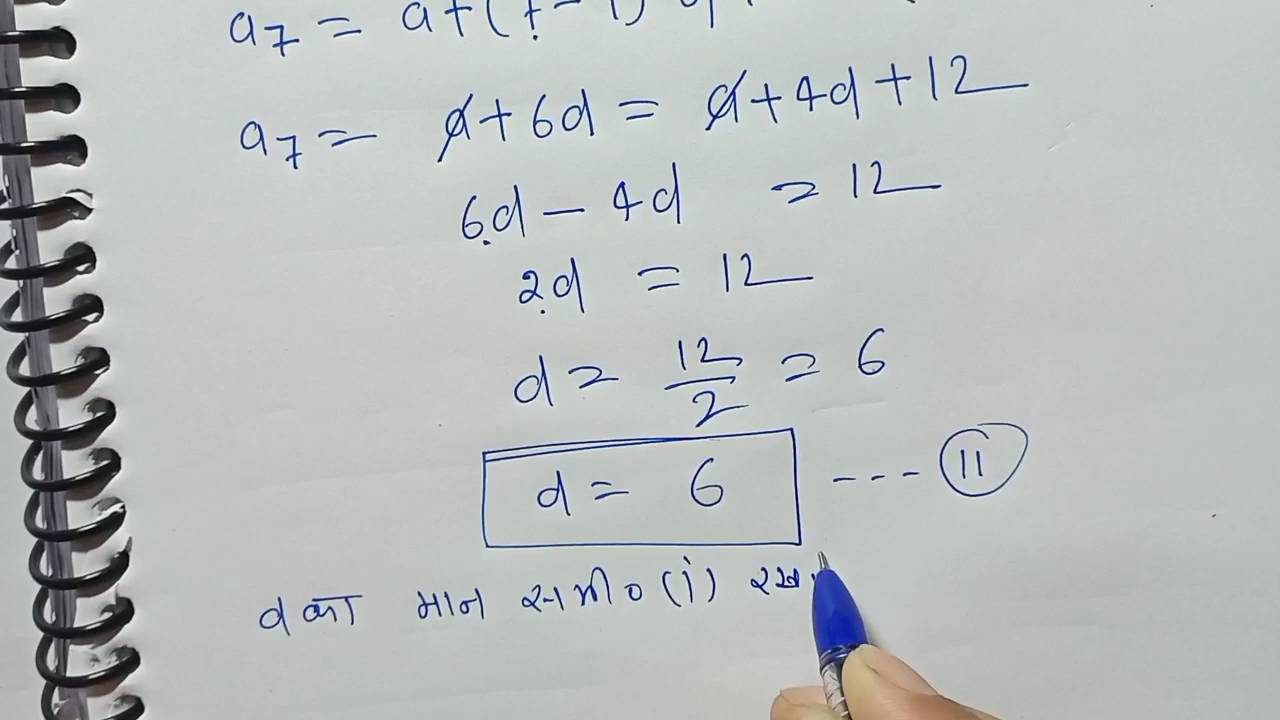 a7 = a+(7-1)d
a7 = a+6d = a+4d+12
6d - 4d = 12
2d = 12
d = 12/2 = 6
d = 6 --- (II)
d का मान समी० (i) रख